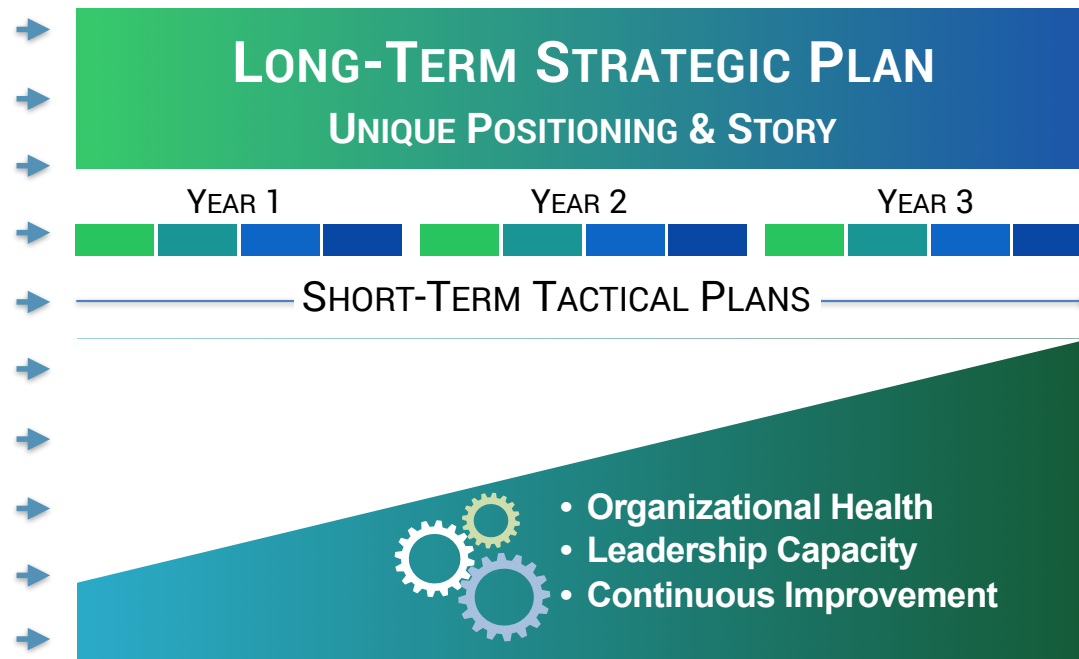 Long-Term Strategic Plan
Unique Positioning & Story
Year 1 Year 2 Year 3
Short-Term Tactical Plans
• Organizational Health
• Leadership Capacity
• Continuous Improvement